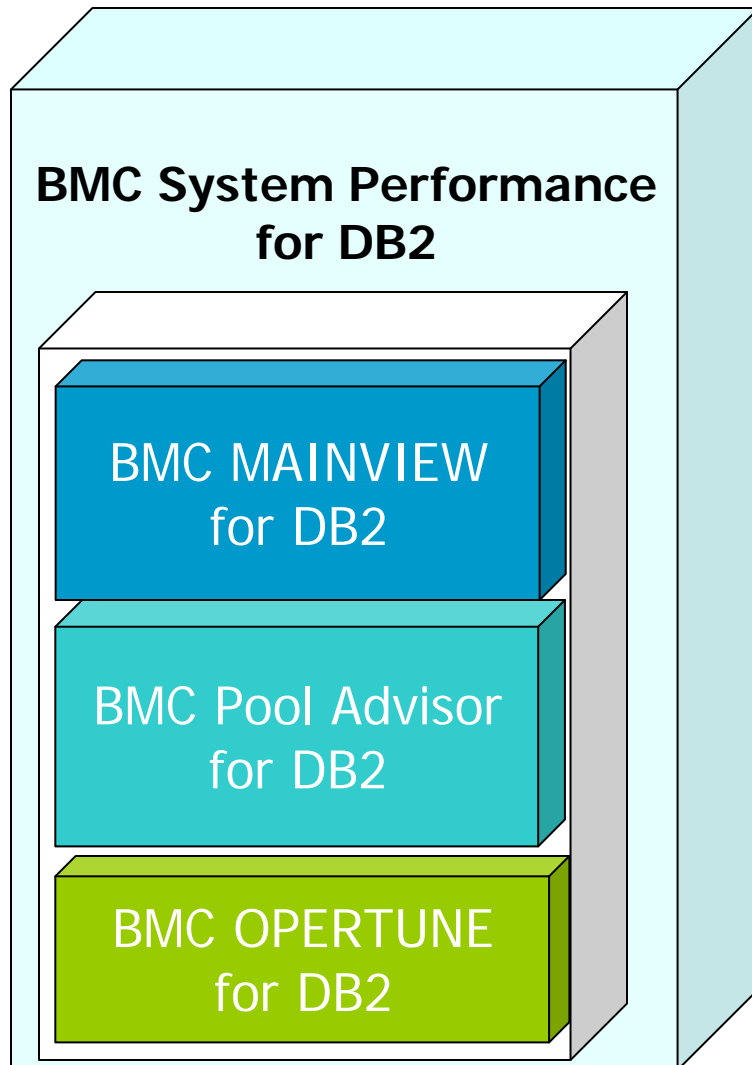 BMC System Performance
for DB2
BMC MAINVIEW
for DB2
BMC Pool Advisor
for DB2
BMC OPERTUNE
for DB2